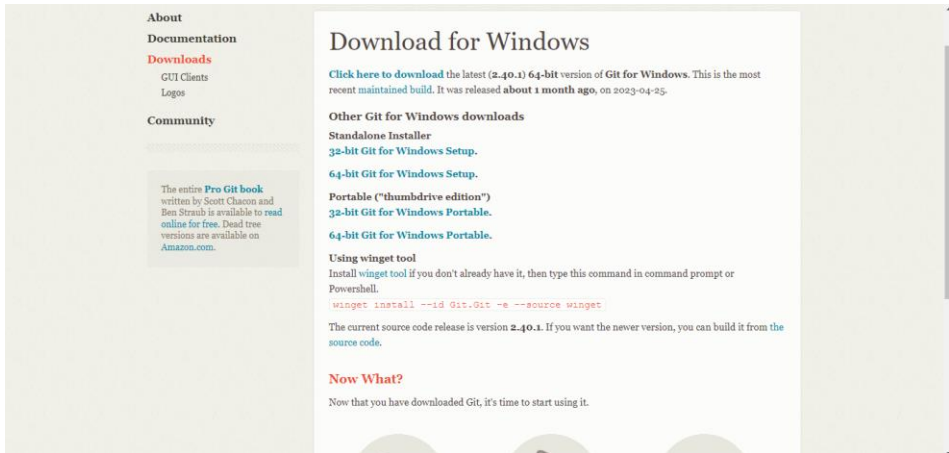 About
Documentation
Downloads
GUI Clients
Logos
Community
The entire Pro Git book
written by Scott Chacon and
Ben Straub is available to read
online for free. Dead tree
versions are available on
Amazon.com.
Download for Windows
Click here to download the latest (2.40.1) 64-bit version of Git for Windows. This is the most
recent maintained build. It was released about 1 month ago, on 2023-04-25.
Other Git for Windows downloads
Standalone Installer
32-bit Git for Windows Setup.
64-bit Git for Windows Setup.
Portable ("thumbdrive edition")
32-bit Git for Windows Portable.
64-bit Git for Windows Portable.
Using winget tool
Install winget tool if you don't already have it, then type this command in command prompt or
Powershell.
winget install --id Git.Git -e --source winget
The current source code release is version 2.40.1. If you want the newer version, you can build it from the
source code.
Now What?
Now that you have downloaded Git, it's time to start using it.